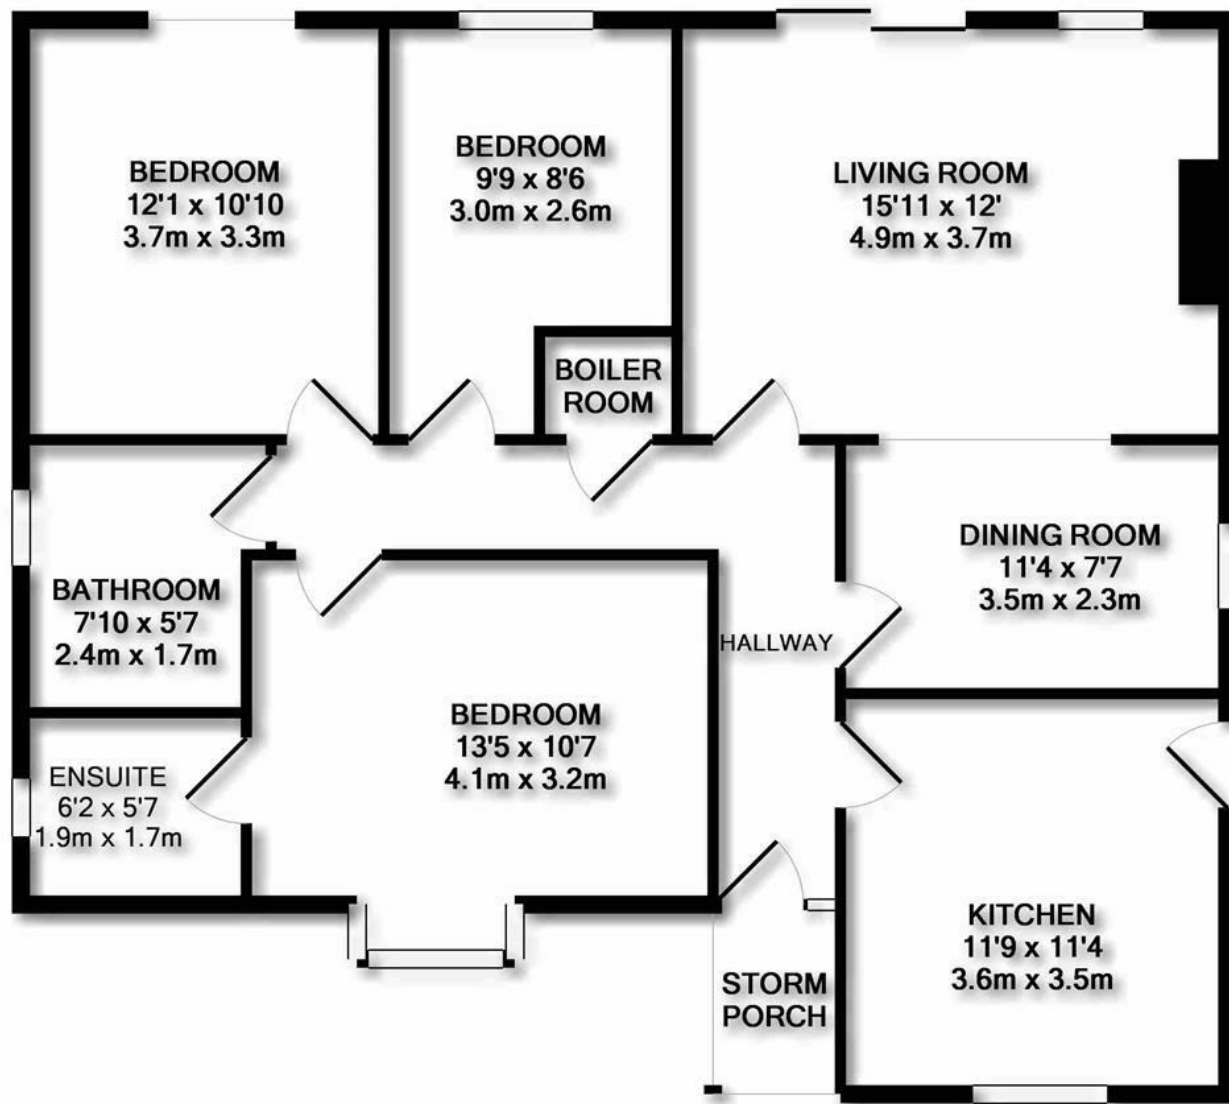 BEDROOM
12'1 x 10'10
3.7m x 3.3m
BEDROOM
9'9 x 8'6
3.0m x 2.6m
LIVING ROOM
15'11 x 12'
4.9m x 3.7m
BOILER
ROOM
BATHROOM
7'10 x 5'7
2.4m x 1.7m
DINING ROOM
11'4 x 7'7
3.5m x 2.3m
HALLWAY
ENSUITE
6'2 x 5'7
1.9m x 1.7m
BEDROOM
13'5 x 10'7
4.1m x 3.2m
KITCHEN
11'9 x 11'4
3.6m x 3.5m
STORM
PORCH